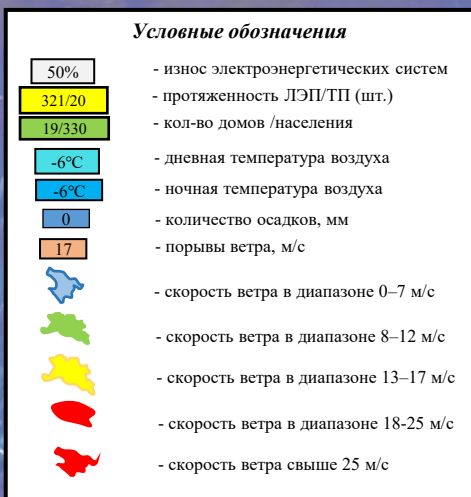 Условные обозначения
50% - износ электроэнергетических систем
321/20 - протяженность ЛЭП/ТП (шт.)
19/330 - кол-во домов /населения
-6°C - дневная температура воздуха
-6°C - ночная температура воздуха
0 - количество осадков, мм
17 - порывы ветра, м/с
- скорость ветра в диапазоне 0–7 м/с
- скорость ветра в диапазоне 8–12 м/с
- скорость ветра в диапазоне 13–17 м/с
- скорость ветра в диапазоне 18-25 м/с
- скорость ветра свыше 25 м/с